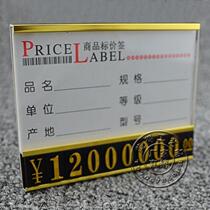 PRICE 商品标价签
LABEL
品名 规格
单位 等级
产地 型号
¥12000000.00